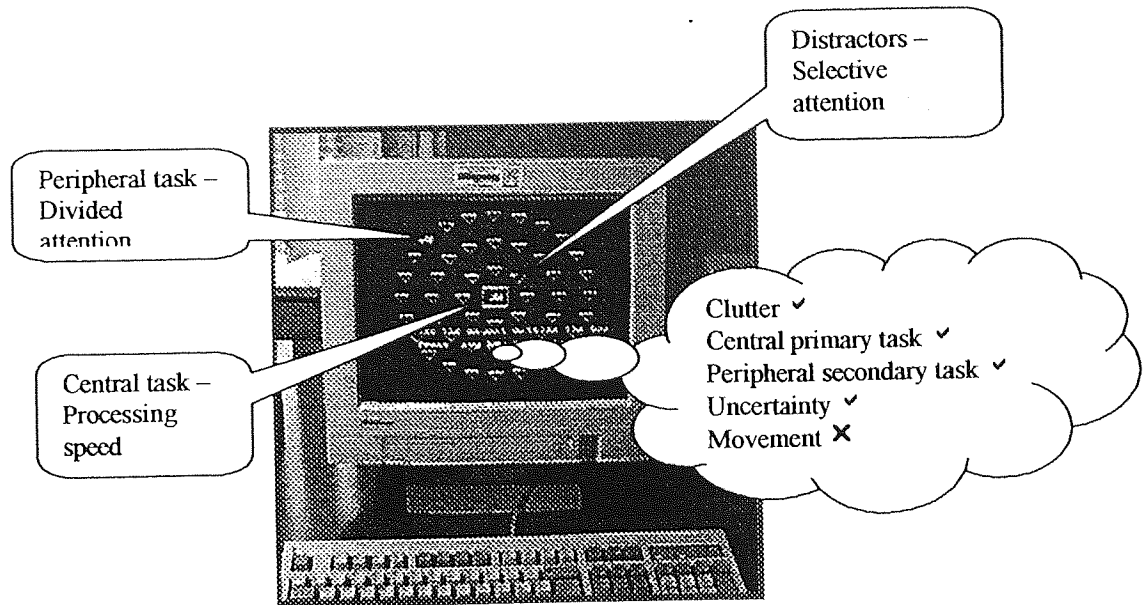 Distractors –
Selective
attention
Peripheral task –
Divided
attention
Central task –
Processing
speed
Clutter ✓
Central primary task ✓
Peripheral secondary task ✓
Uncertainty ✓
Movement ✗